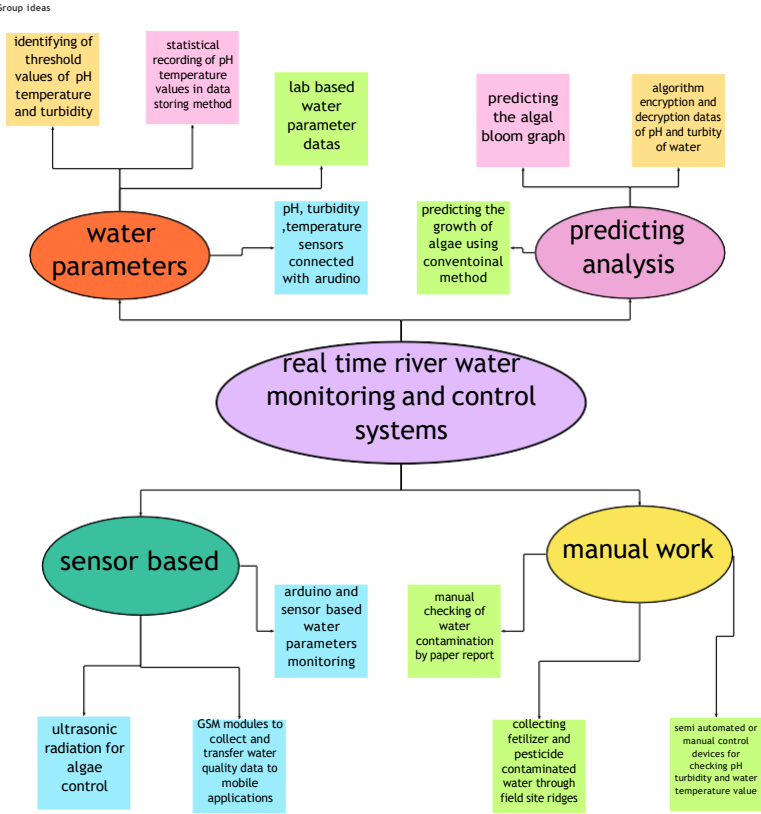 Group ideas
identifying of
threshold
values of pH
temperature
and turbidity
statistical
recording of pH
temperature
values in data
storing method
lab based
water
parameter
datas
predicting
the algal
bloom graph
algorithm
encryption and
decryption datas
of pH and turbity
of water
water
parameters
pH, turbidity
,temperature
sensors
connected
with arudino
predicting the
growth of
algae using
conventoinal
method
predicting
analysis
real time river water
monitoring and control
systems
sensor based
arduino and
sensor based
water
parameters
monitoring
manual work
manual
checking of
water
contamination
by paper report
ultrasonic
radiation for
algae
control
GSM modules to
collect and
transfer water
quality data to
mobile
applications
collecting
fetilizer and
pesticide
contaminated
water through
field site ridges
semi automated or
manual control
devices for
checking pH
turbidity and water
temperature value